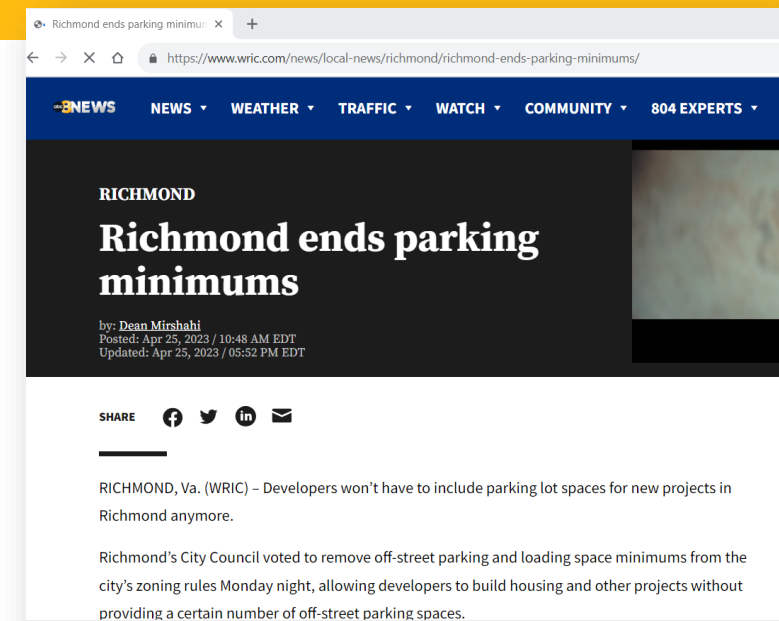 Richmond ends parking minimum
https://www.wric.com/news/local-news/richmond/richmond-ends-parking-minimums/
abc 8NEWS NEWS WEATHER TRAFFIC WATCH COMMUNITY 804 EXPERTS
RICHMOND
Richmond ends parking
minimums
by: Dean Mirshahi
Posted: Apr 25, 2023 / 10:48 AM EDT
Updated: Apr 25, 2023 / 05:52 PM EDT
SHARE
RICHMOND, Va. (WRIC) – Developers won’t have to include parking lot spaces for new projects in
Richmond anymore.
Richmond’s City Council voted to remove off-street parking and loading space minimums from the
city’s zoning rules Monday night, allowing developers to build housing and other projects without
providing a certain number of off-street parking spaces.